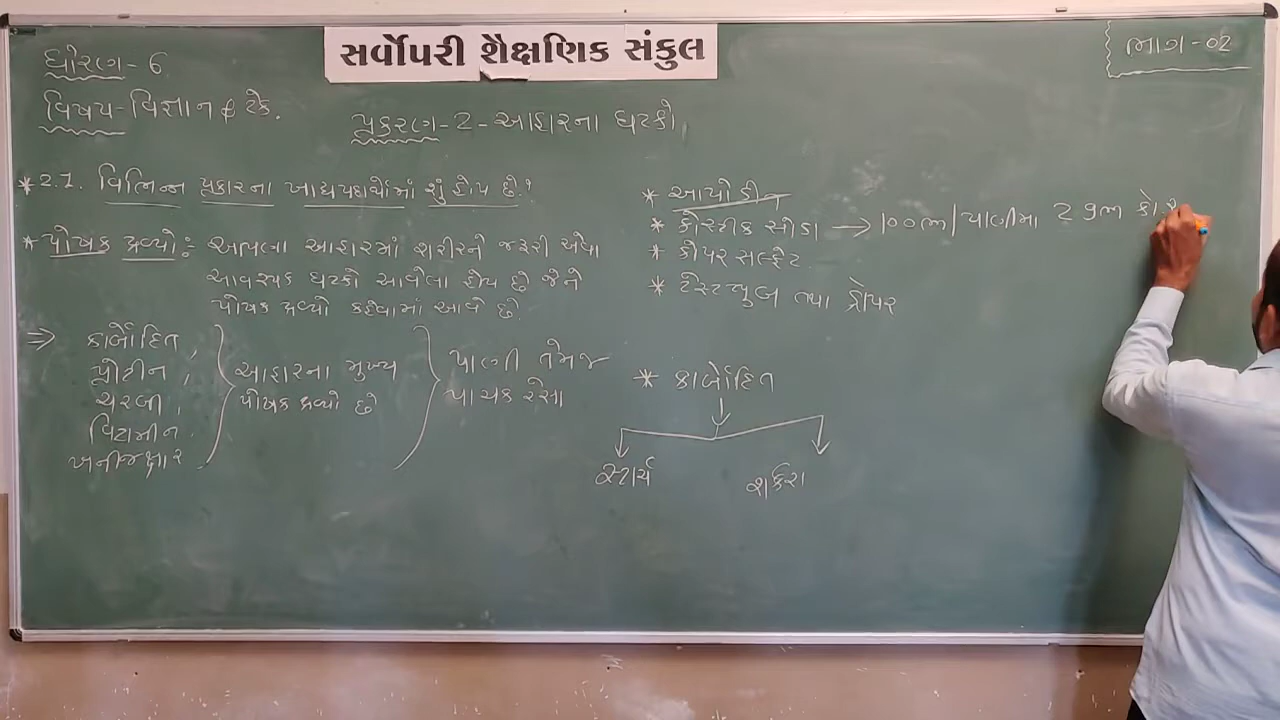 સર્વોપરી શૈક્ષણિક સંકુલ
ધોરણ-6
વિષય-વિજ્ઞાન & ટેક.
પ્રકરણ-2-આહારના ઘટકો
ભાગ-02
* 2.1. વિભિન્ન પ્રકારના ખાદ્યપદાર્થોમાં શું હોય છે?
* પોષક દ્રવ્યો:- આપણા આહારમાં શરીરને જરૂરી એવા
આવશ્યક ઘટકો આવેલા હોય છે જેને
પોષક દ્રવ્યો કહેવામાં આવે છે.
⇒ કાર્બોદિત,
પ્રોટીન,
ચરબી,
વિટામીન
ખનીજક્ષાર
આહારના મુખ્ય
પોષક દ્રવ્યો છે
પાણી તેમજ
પાચક રેસા
* આયોડીન
* કોસ્ટીક સોડા → 100ml પાણીમા 2 gm કોસ
* કોપર સલ્ફેટ
* ટેસ્ટટ્યુબ તથા ડ્રોપર
* કાર્બોદિત
સ્ટાર્ચ
શર્કરા